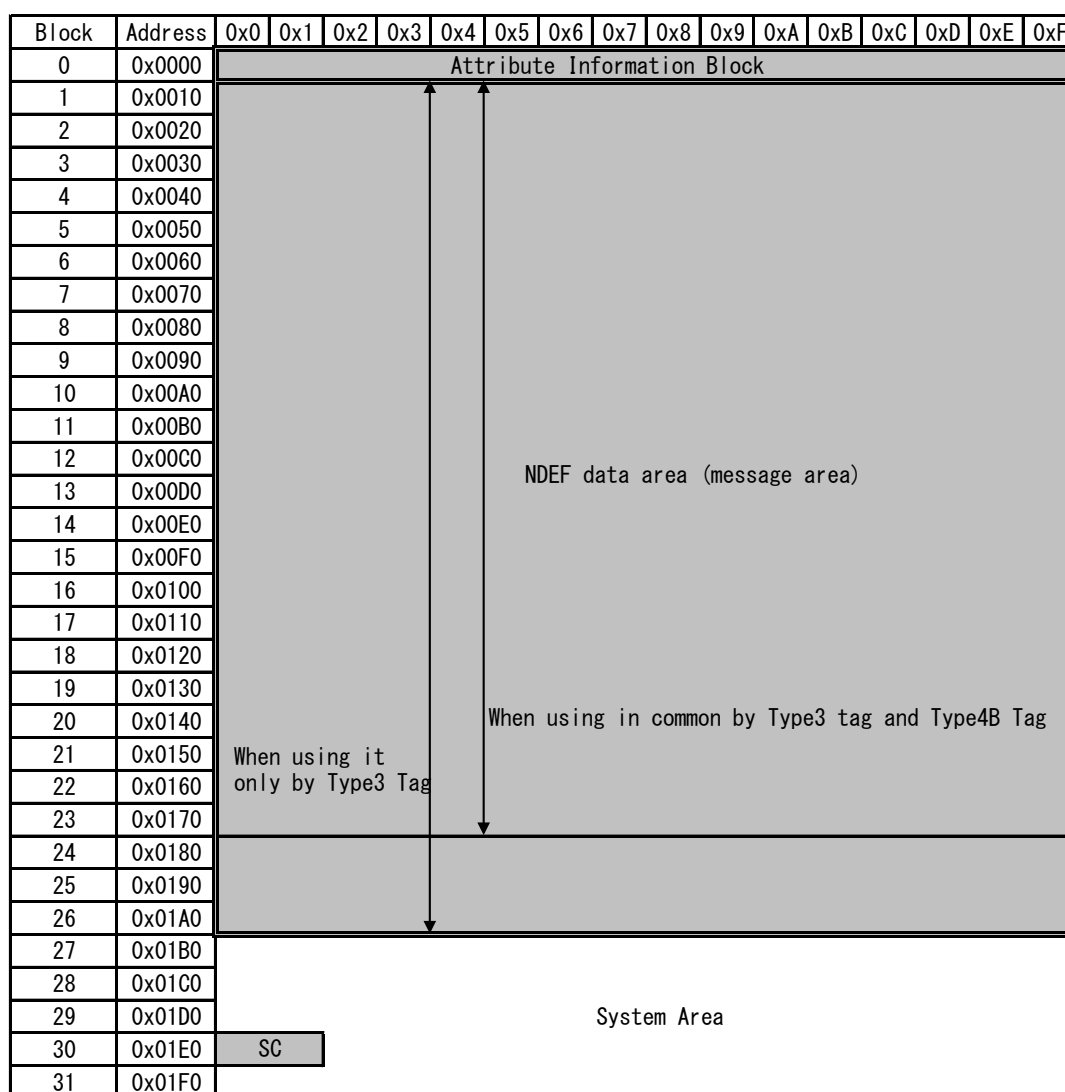 Block Address 0x0 0x1 0x2 0x3 0x4 0x5 0x6 0x7 0x8 0x9 0xA 0xB 0xC 0xD 0xE 0xF
0 0x0000 Attribute Information Block
1 0x0010
2 0x0020
3 0x0030
4 0x0040
5 0x0050
6 0x0060
7 0x0070
8 0x0080
9 0x0090
10 0x00A0
11 0x00B0
12 0x00C0
NDEF data area (message area)
13 0x00D0
14 0x00E0
15 0x00F0
16 0x0100
17 0x0110
18 0x0120
19 0x0130
20 0x0140 When using in common by Type3 tag and Type4B Tag
21 0x0150 When using it
22 0x0160 only by Type3 Tag
23 0x0170
24 0x0180
25 0x0190
26 0x01A0
27 0x01B0
28 0x01C0
29 0x01D0 System Area
30 0x01E0 SC
31 0x01F0